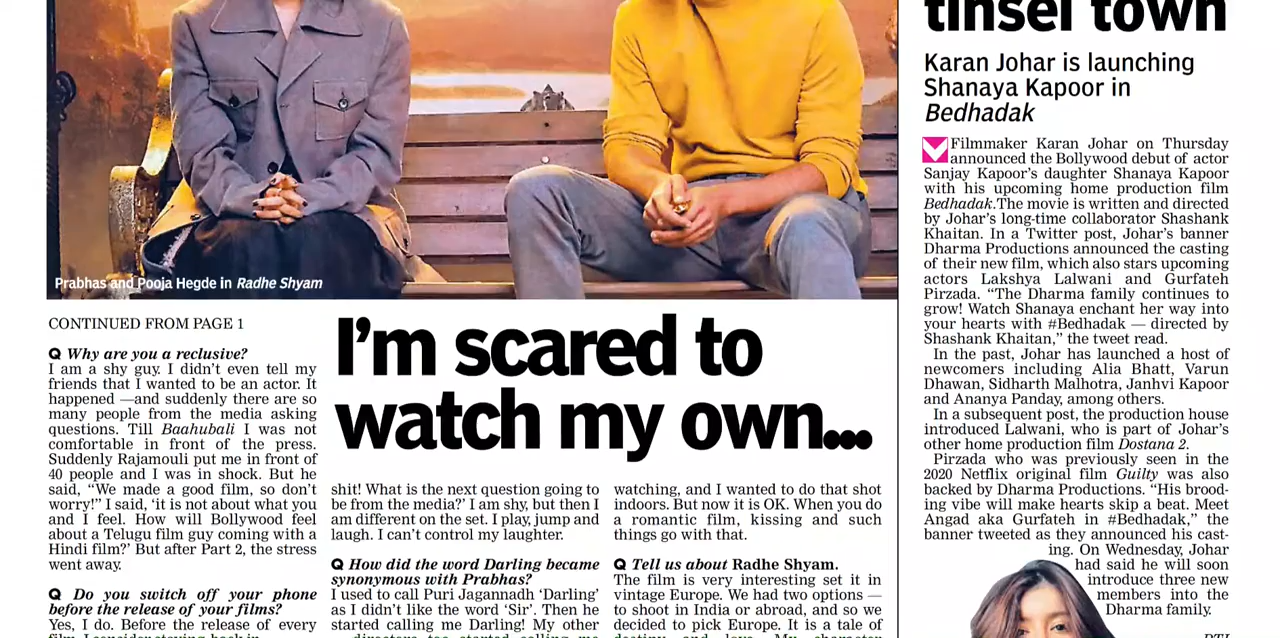 Prabhas and Pooja Hegde in Radhe Shyam
CONTINUED FROM PAGE 1
I'm scared to
watch my own...
Q Why are you a reclusive?
I am a shy guy. I didn't even tell my
friends that I wanted to be an actor. It
happened —and suddenly there are so
many people from the media asking
questions. Till Baahubali I was not
comfortable in front of the press.
Suddenly Rajamouli put me in front of
40 people and I was in shock. But he
said, “We made a good film, so don't
worry!” I said, ‘it is not about what you
and I feel. How will Bollywood feel
about a Telugu film guy coming with a
Hindi film?’ But after Part 2, the stress
went away.
Q Do you switch off your phone
before the release of your films?
Yes, I do. Before the release of every
shit! What is the next question going to
be from the media?’ I am shy, but then I
am different on the set. I play, jump and
laugh. I can't control my laughter.
Q How did the word Darling became
synonymous with Prabhas?
I used to call Puri Jagannadh ‘Darling’
as I didn't like the word ‘Sir’. Then he
started calling me Darling! My other
directors too started calling me
watching, and I wanted to do that shot
indoors. But now it is OK. When you do
a romantic film, kissing and such
things go with that.
Q Tell us about Radhe Shyam.
The film is very interesting set it in
vintage Europe. We had two options —
to shoot in India or abroad, and so we
decided to pick Europe. It is a tale of
destiny and love. My character
tinsel town
Karan Johar is launching
Shanaya Kapoor in
Bedhadak
Filmmaker Karan Johar on Thursday
announced the Bollywood debut of actor
Sanjay Kapoor's daughter Shanaya Kapoor
with his upcoming home production film
Bedhadak.The movie is written and directed
by Johar's long-time collaborator Shashank
Khaitan. In a Twitter post, Johar's banner
Dharma Productions announced the casting
of their new film, which also stars upcoming
actors Lakshya Lalwani and Gurfateh
Pirzada. “The Dharma family continues to
grow! Watch Shanaya enchant her way into
your hearts with #Bedhadak — directed by
Shashank Khaitan,” the tweet read.
In the past, Johar has launched a host of
newcomers including Alia Bhatt, Varun
Dhawan, Sidharth Malhotra, Janhvi Kapoor
and Ananya Panday, among others.
In a subsequent post, the production house
introduced Lalwani, who is part of Johar's
other home production film Dostana 2.
Pirzada who was previously seen in the
2020 Netflix original film Guilty was also
backed by Dharma Productions. “His brood-
ing vibe will make hearts skip a beat. Meet
Angad aka Gurfateh in #Bedhadak,” the
banner tweeted as they announced his cast-
ing. On Wednesday, Johar
had said he will soon
introduce three new
members into the
Dharma family.
PTI